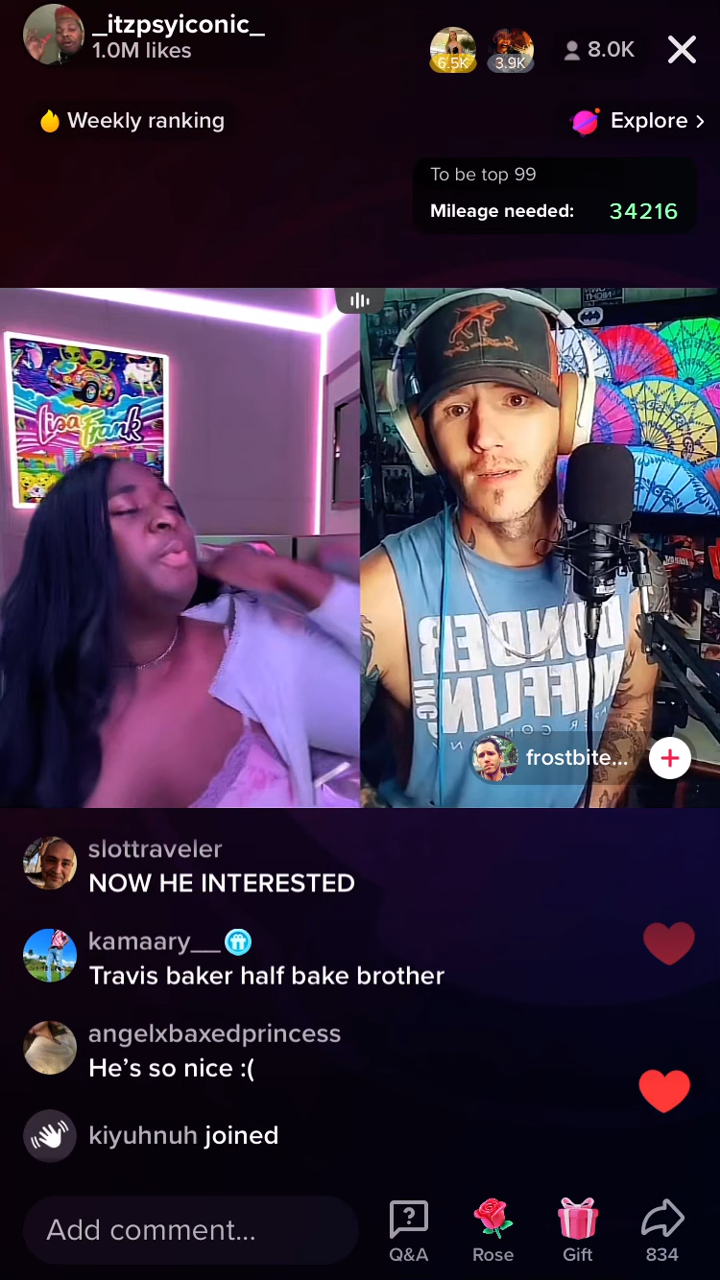 _itzpsyiconic_
1.0M likes
6.5K
3.9K
8.0K
Weekly ranking
Explore >
To be top 99
Mileage needed: 34216
Lisa Frank
DUNDER
MIFFLIN
INC
frostbite...
slottraveler
NOW HE INTERESTED
kamaary__
Travis baker half bake brother
angelxbaxedprincess
He's so nice :(
kiyuhnuh joined
Add comment...
Q&A
Rose
Gift
834